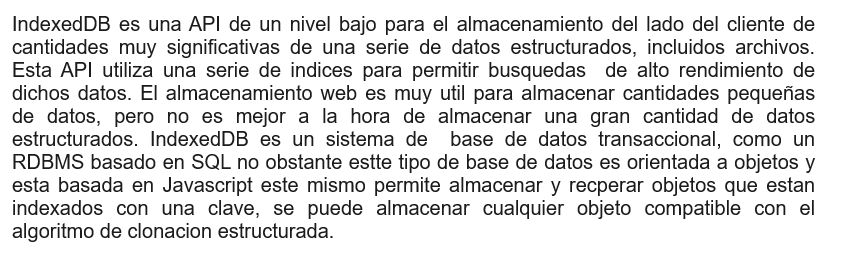 IndexedDB es una API de un nivel bajo para el almacenamiento del lado del cliente de
cantidades muy significativas de una serie de datos estructurados, incluidos archivos.
Esta API utiliza una serie de indices para permitir busquedas  de alto rendimiento de
dichos datos. El almacenamiento web es muy util para almacenar cantidades pequeñas
de datos, pero no es mejor a la hora de almacenar una gran cantidad de datos
estructurados. IndexedDB es un sistema de  base de datos transaccional, como un
RDBMS basado en SQL no obstante estte tipo de base de datos es orientada a objetos y
esta basada en Javascript este mismo permite almacenar y recperar objetos que estan
indexados con una clave, se puede almacenar cualquier objeto compatible con el
algoritmo de clonacion estructurada.